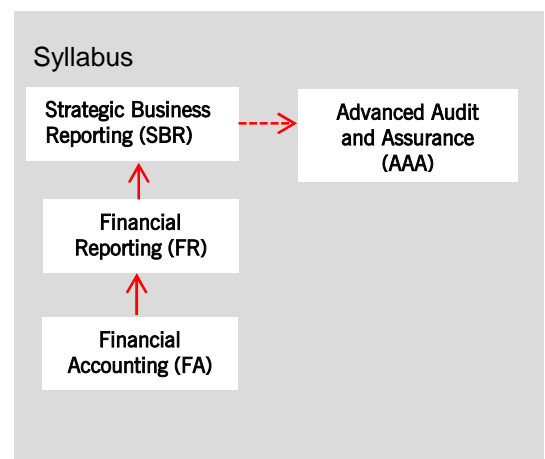 Syllabus
Strategic Business
Reporting (SBR)
Advanced Audit
and Assurance
(AAA)
Financial
Reporting (FR)
Financial
Accounting (FA)